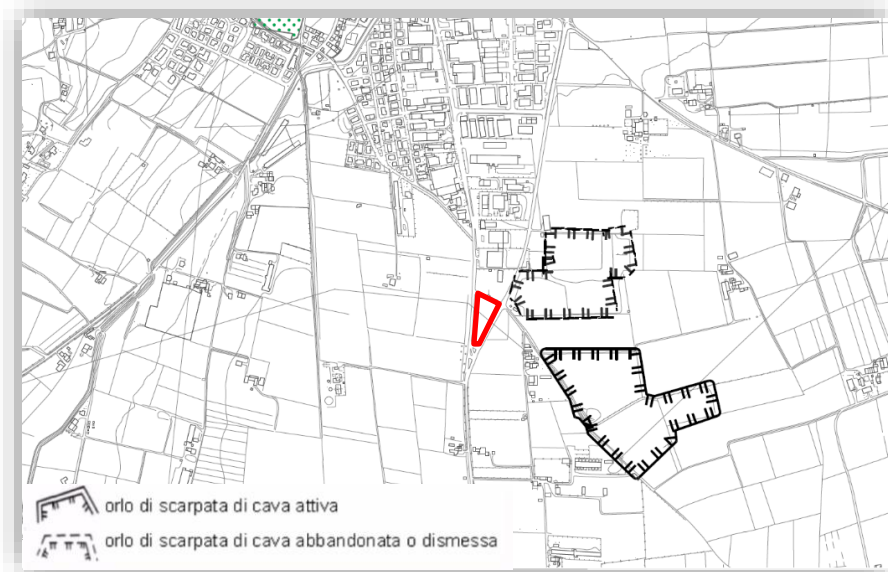 orlo di scarpata di cava attiva
orlo di scarpata di cava abbandonata o dismessa